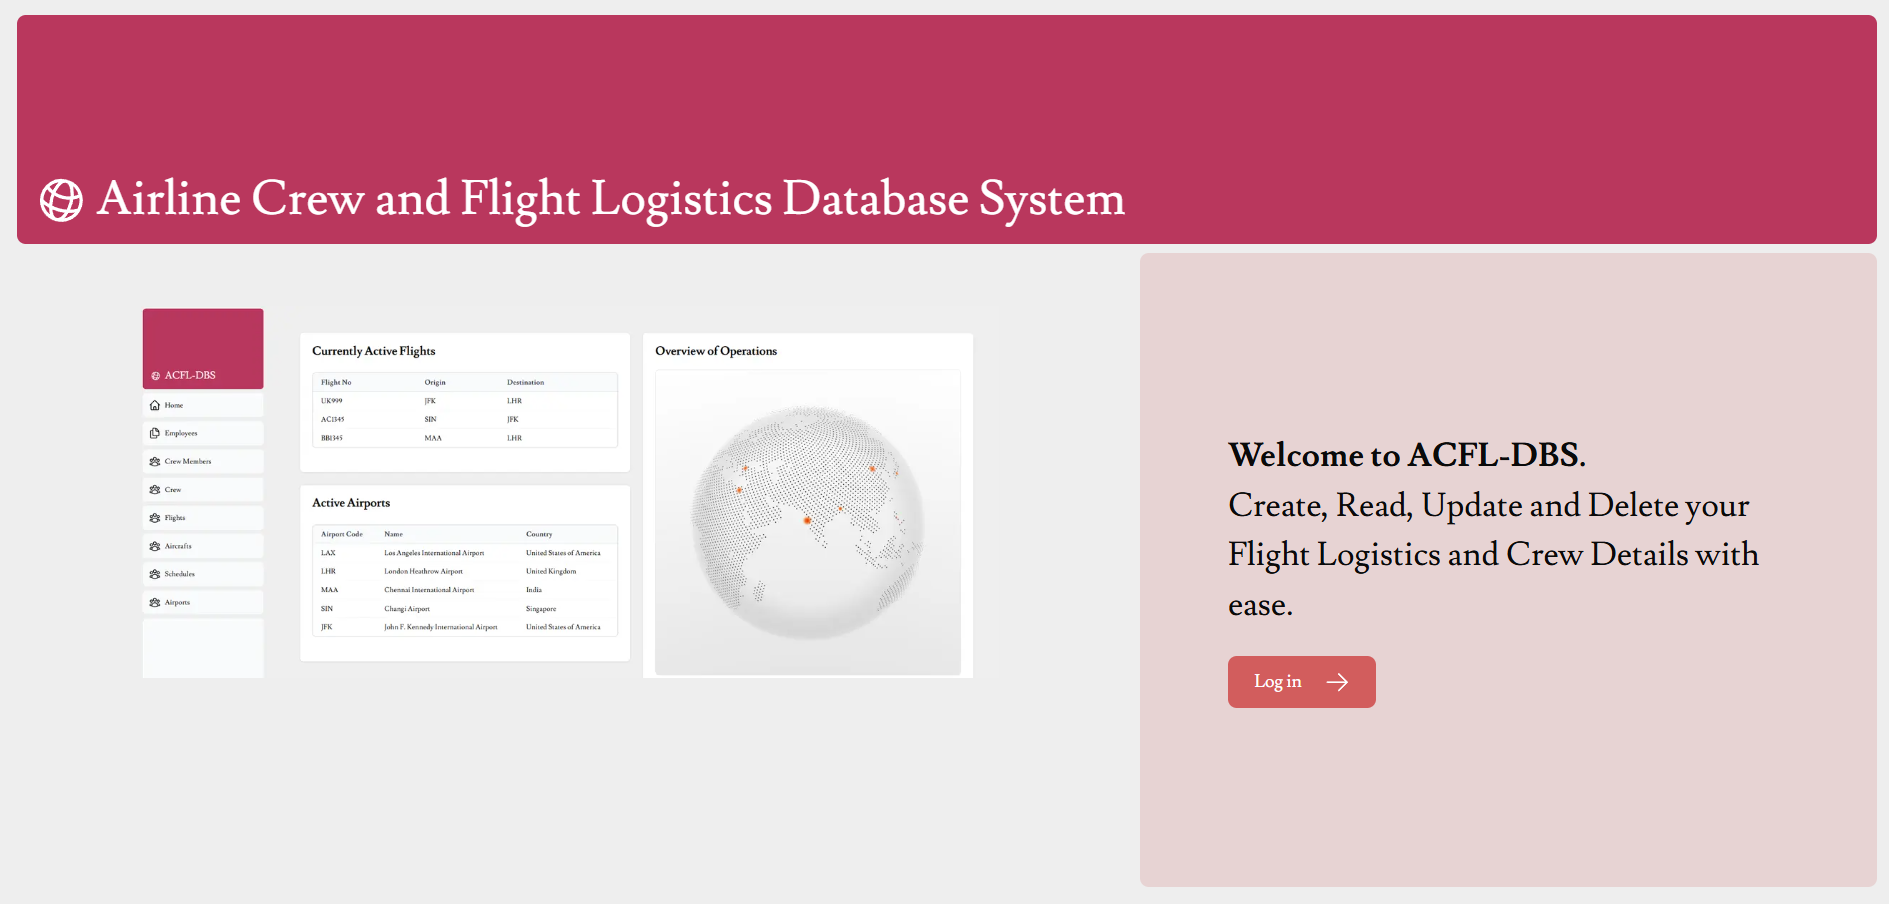 Airline Crew and Flight Logistics Database System
ACFL-DBS
Home
Employees
Crew Members
Crew
Flights
Aircrafts
Schedules
Airports
Currently Active Flights
Flight No Origin Destination
UK999 JFK LHR
AC1345 SIN JFK
BB1345 MAA LHR
Active Airports
Airport Code Name Country
LAX Los Angeles International Airport United States of America
LHR London Heathrow Airport United Kingdom
MAA Chennai International Airport India
SIN Changi Airport Singapore
JFK John F. Kennedy International Airport United States of America
Overview of Operations
Welcome to ACFL-DBS.
Create, Read, Update and Delete your
Flight Logistics and Crew Details with
ease.
Log in